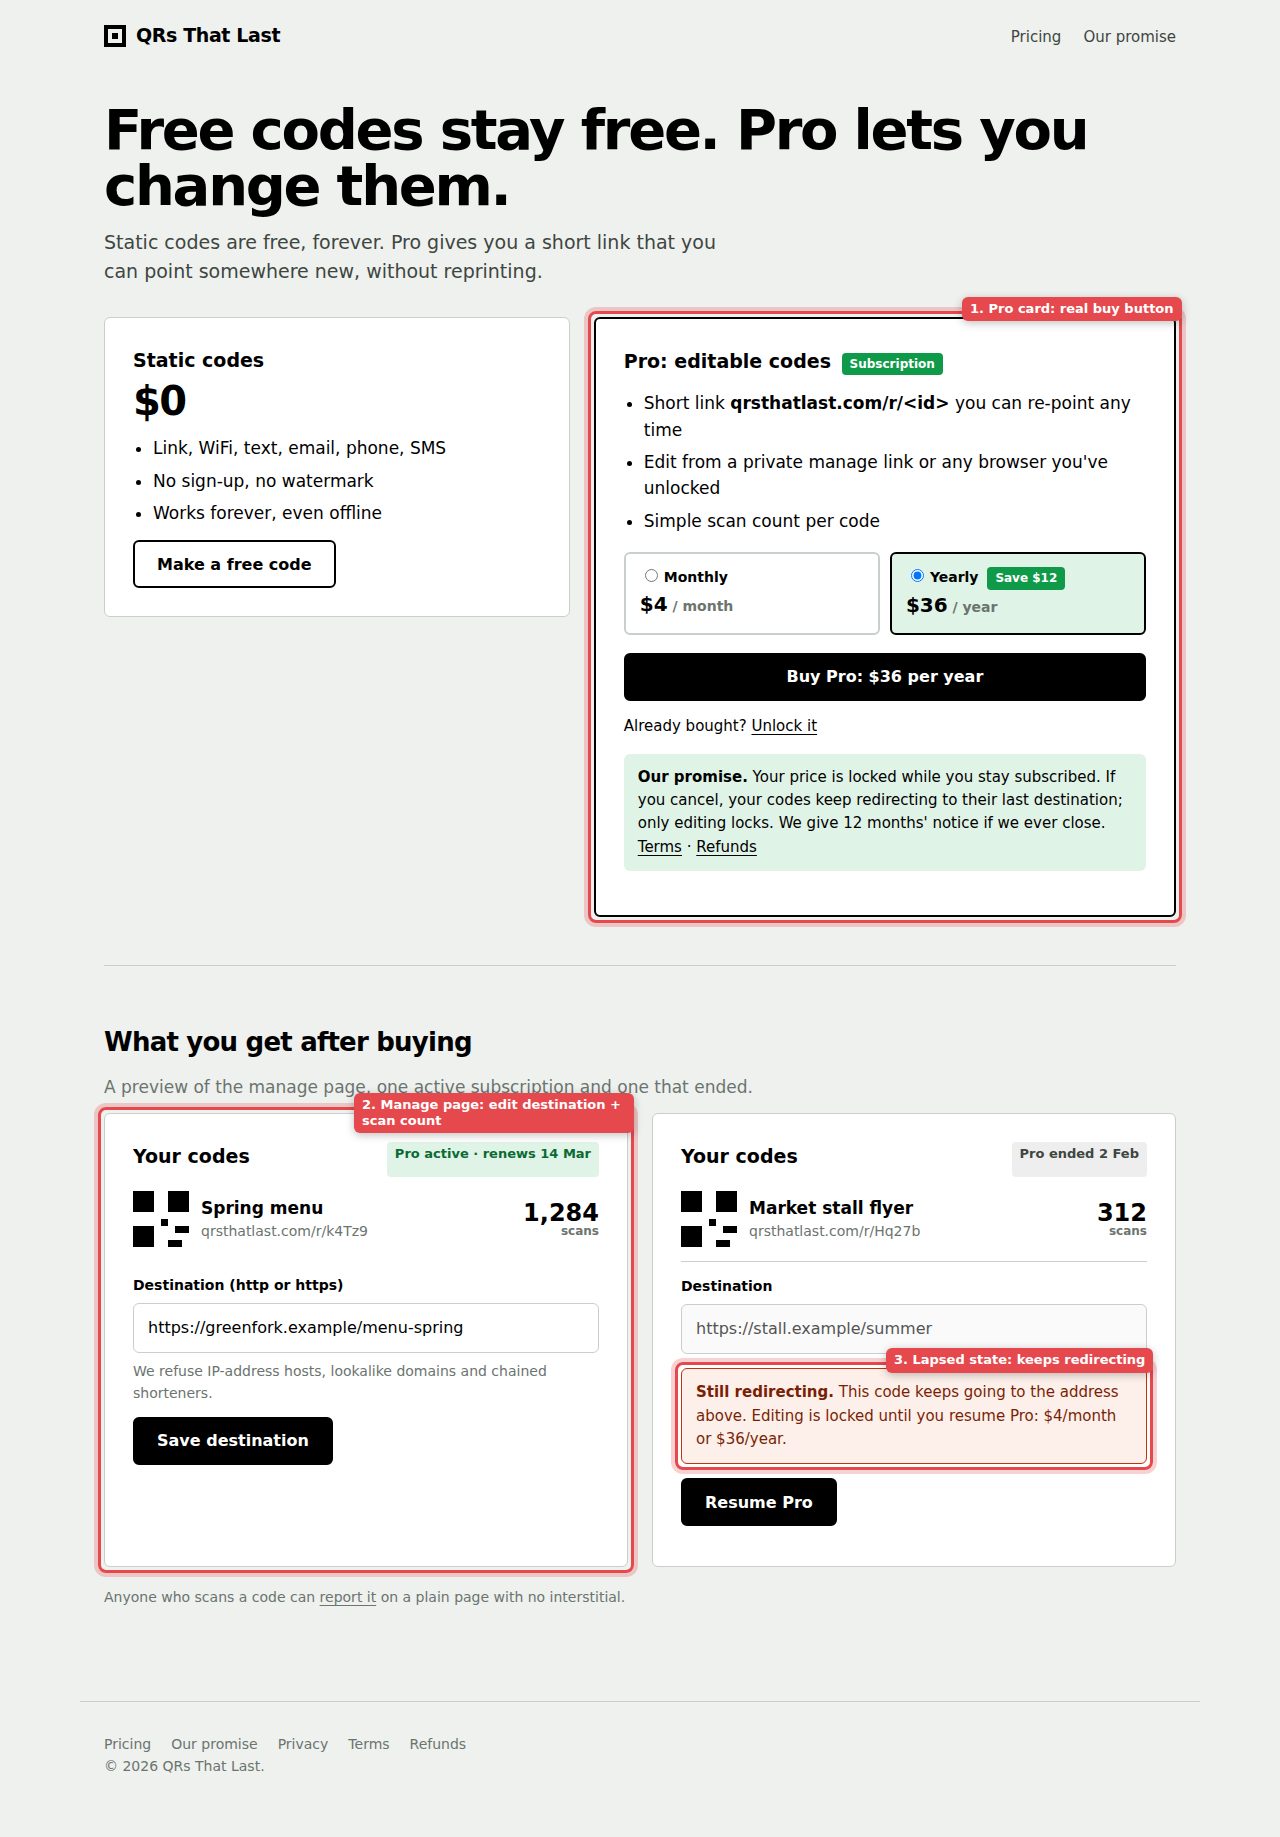 QRs That Last
Pricing
Our promise
Free codes stay free. Pro lets you
change them.
Static codes are free, forever. Pro gives you a short link that you
can point somewhere new, without reprinting.
Static codes
$0
• Link, WiFi, text, email, phone, SMS
• No sign-up, no watermark
• Works forever, even offline
Make a free code
1. Pro card: real buy button
Pro: editable codes Subscription
• Short link qrsthatlast.com/r/<id> you can re-point any
time
• Edit from a private manage link or any browser you've
unlocked
• Simple scan count per code
Monthly
$4 / month
Yearly Save $12
$36 / year
Buy Pro: $36 per year
Already bought? Unlock it
Our promise. Your price is locked while you stay subscribed. If
you cancel, your codes keep redirecting to their last destination;
only editing locks. We give 12 months' notice if we ever close.
Terms · Refunds
What you get after buying
A preview of the manage page, one active subscription and one that ended.
2. Manage page: edit destination +
scan count
Your codes
Pro active · renews 14 Mar
Spring menu
qrsthatlast.com/r/k4Tz9
1,284
scans
Destination (http or https)
https://greenfork.example/menu-spring
We refuse IP-address hosts, lookalike domains and chained
shorteners.
Save destination
Your codes
Pro ended 2 Feb
Market stall flyer
qrsthatlast.com/r/Hq27b
312
scans
Destination
https://stall.example/summer
3. Lapsed state: keeps redirecting
Still redirecting. This code keeps going to the address
above. Editing is locked until you resume Pro: $4/month
or $36/year.
Resume Pro
Anyone who scans a code can report it on a plain page with no interstitial.
Pricing
Our promise
Privacy
Terms
Refunds
© 2026 QRs That Last.